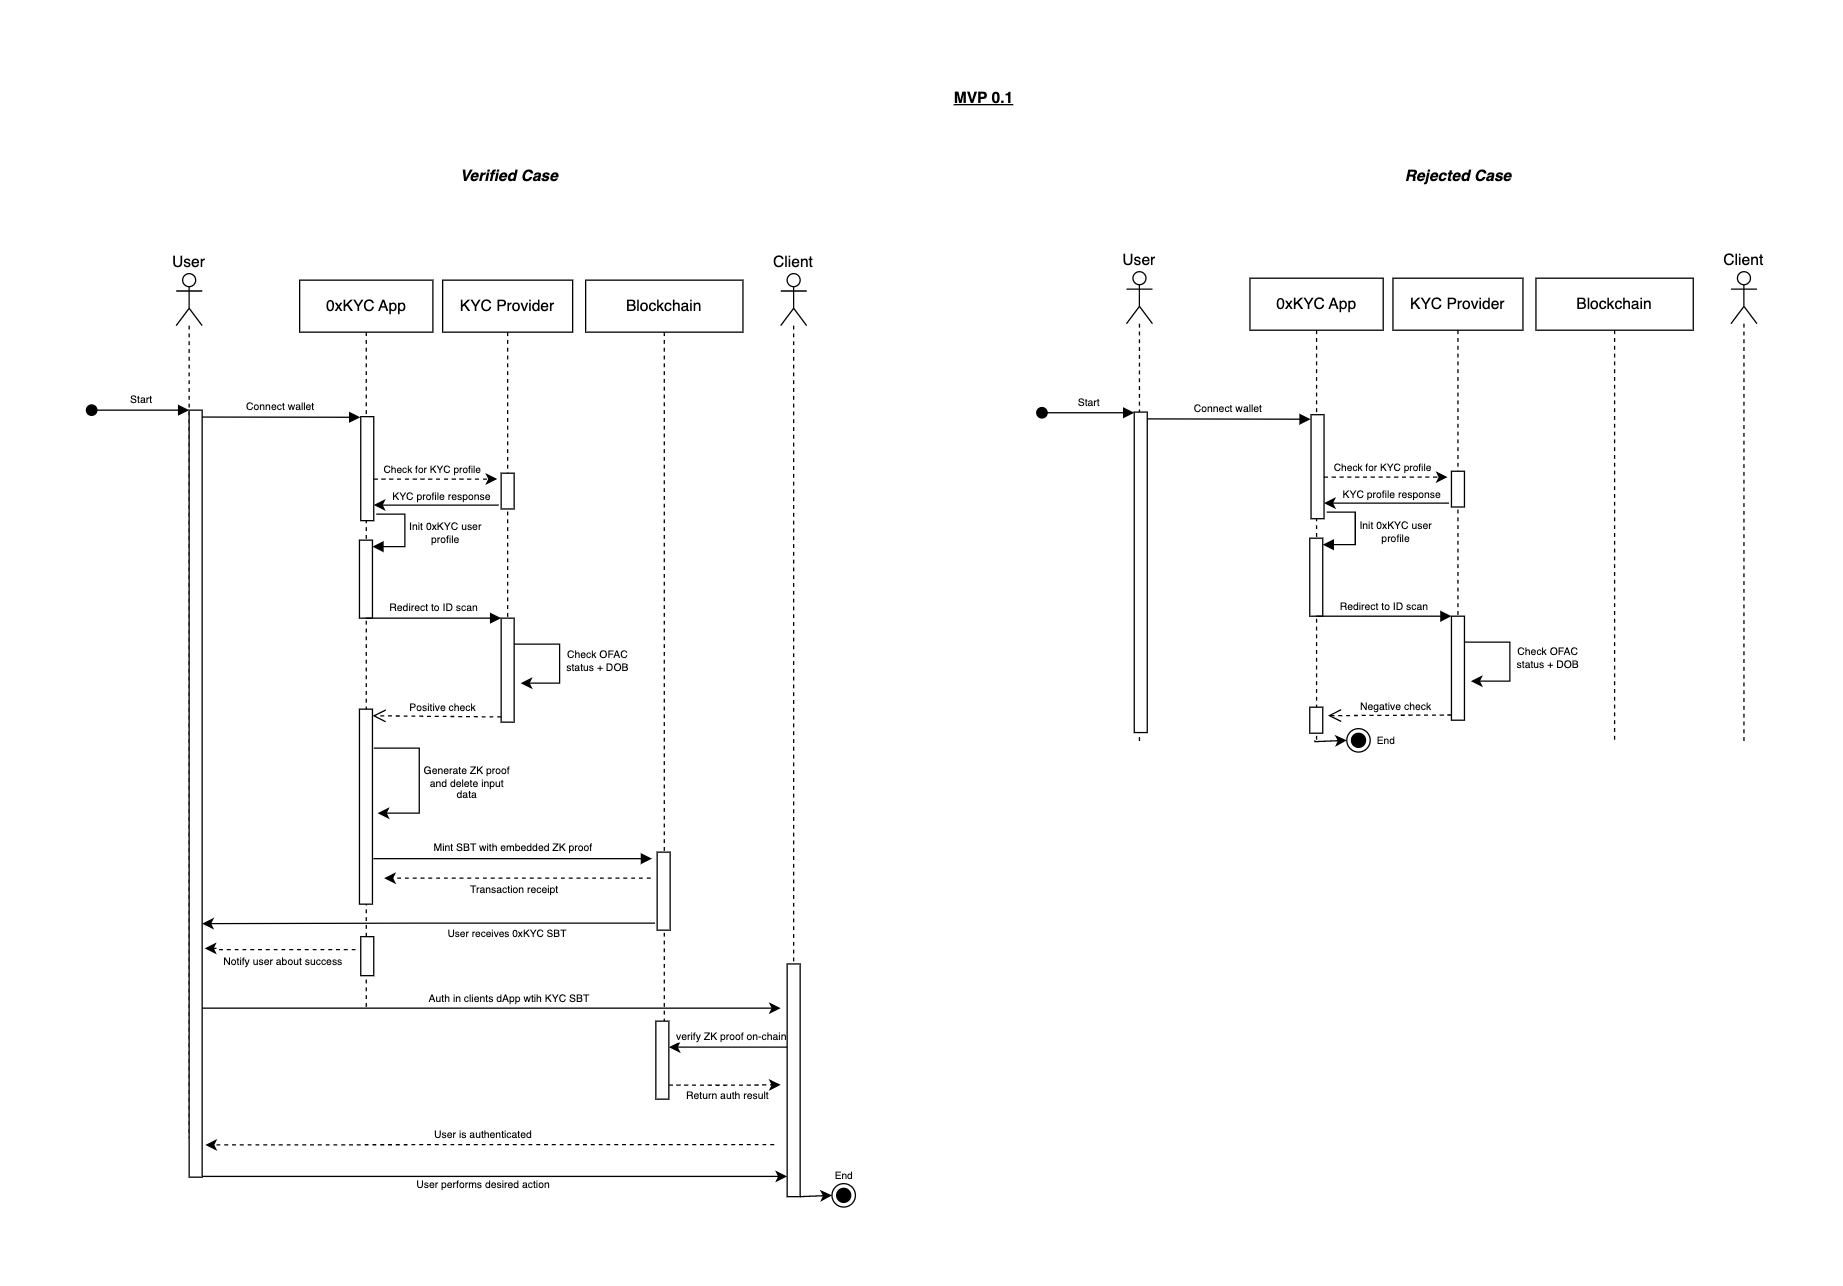 MVP 0.1
Verified Case
User
0xKYC App
KYC Provider
Blockchain
Client
Start
Connect wallet
Check for KYC profile
KYC profile response
Init 0xKYC user
profile
Redirect to ID scan
Check OFAC
status + DOB
Positive check
Generate ZK proof
and delete input
data
Mint SBT with embedded ZK proof
Transaction receipt
User receives 0xKYC SBT
Notify user about success
Auth in clients dApp wtih KYC SBT
verify ZK proof on-chain
Return auth result
User is authenticated
User performs desired action
End
Rejected Case
User
0xKYC App
KYC Provider
Blockchain
Client
Start
Connect wallet
Check for KYC profile
KYC profile response
Init 0xKYC user
profile
Redirect to ID scan
Check OFAC
status + DOB
Negative check
End